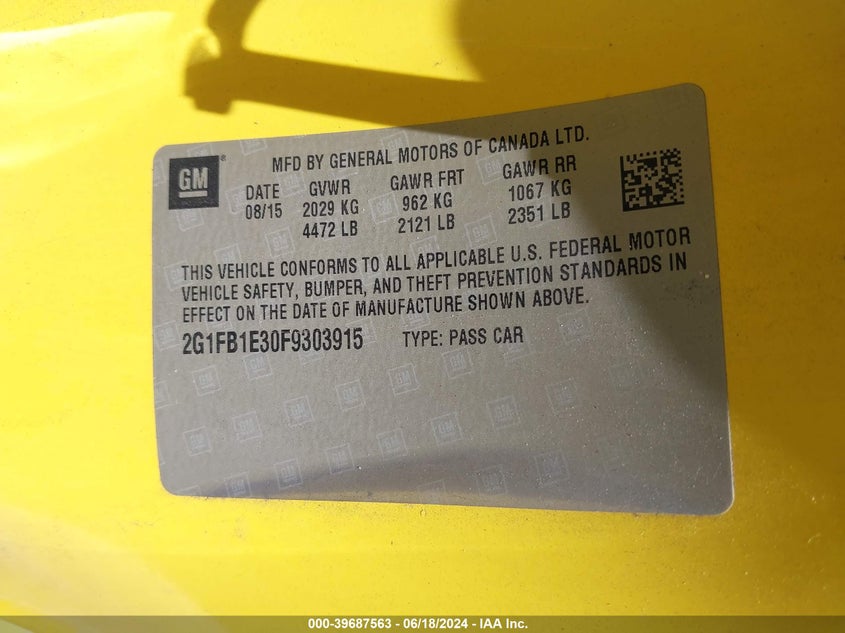 GM ®
MFD BY GENERAL MOTORS OF CANADA LTD.
DATE GVWR GAWR FRT GAWR RR
08/15 2029 KG 962 KG 1067 KG
4472 LB 2121 LB 2351 LB
THIS VEHICLE CONFORMS TO ALL APPLICABLE U.S. FEDERAL MOTOR
VEHICLE SAFETY, BUMPER, AND THEFT PREVENTION STANDARDS IN
EFFECT ON THE DATE OF MANUFACTURE SHOWN ABOVE.
2G1FB1E30F9303915 TYPE: PASS CAR
000-39687563 - 06/18/2024 - IAA Inc.